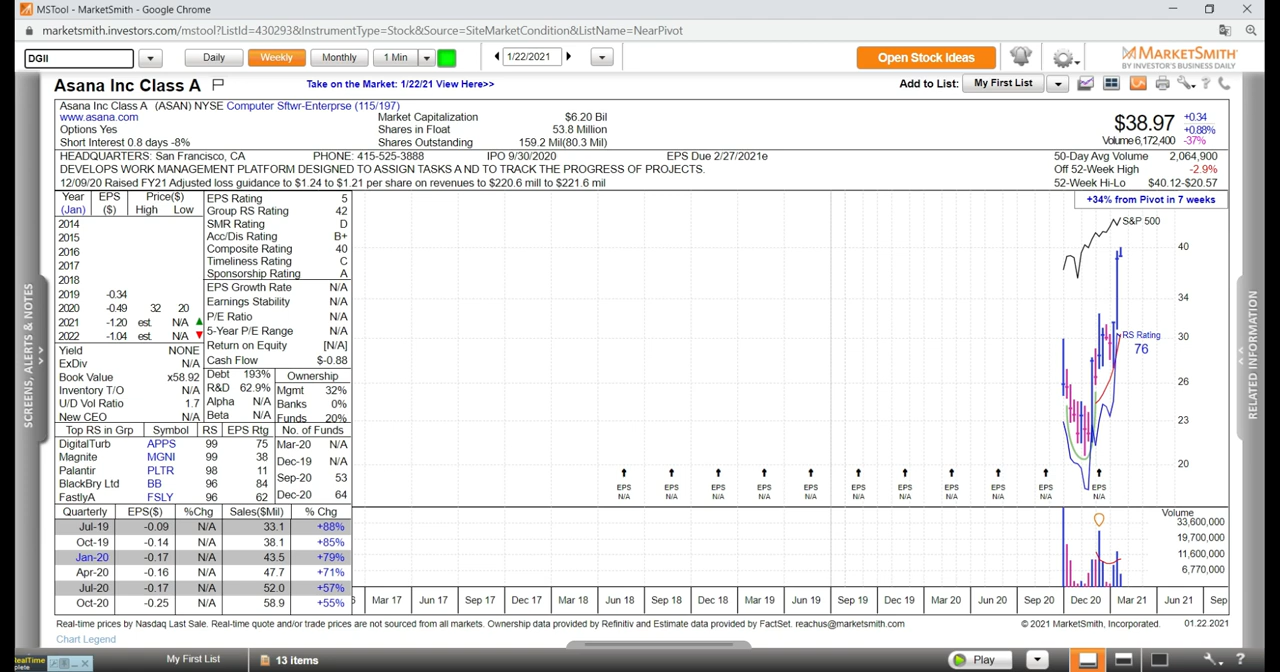 MSTool - MarketSmith - Google Chrome
marketsmith.investors.com/mstool?ListId=430293&InstrumentType=Stock&Source=SiteMarketCondition&ListName=NearPivot
DGII Daily Weekly Monthly 1 Min 1/22/2021 Open Stock Ideas MARKETSMITH
BY INVESTOR'S BUSINESS DAILY
Asana Inc Class A Take on the Market: 1/22/21 View Here>> Add to List: My First List
Asana Inc Class A (ASAN) NYSE Computer Sftwr-Enterprse (115/197)
www.asana.com Market Capitalization $6.20 Bil
Options Yes Shares in Float 53.8 Million
Short Interest 0.8 days -8% Shares Outstanding 159.2 Mil(80.3 Mil)
$38.97 +0.34
+0.88%
Volume 6,172,400 -37%
HEADQUARTERS: San Francisco, CA PHONE: 415-525-3888 IPO 9/30/2020 EPS Due 2/27/2021e
DEVELOPS WORK MANAGEMENT PLATFORM DESIGNED TO ASSIGN TASKS A ND TO TRACK THE PROGRESS OF PROJECTS.
12/09/20 Raised FY21 Adjusted loss guidance to $1.24 to $1.21 per share on revenues to $220.6 mill to $221.6 mil
50-Day Avg Volume 2,064,900
Off 52-Week High -2.9%
52-Week Hi-Lo $40.12-$20.57
+34% from Pivot in 7 weeks
Year EPS Price($)
(Jan) ($) High Low
2014
2015
2016
2017
2018
2019 -0.34
2020 -0.49 32 20
2021 -1.20 est. N/A
2022 -1.04 est. N/A
Yield NONE
ExDiv N/A
Book Value x58.92
Inventory T/O N/A
U/D Vol Ratio 1.7
New CEO N/A
EPS Rating 5
Group RS Rating 42
SMR Rating D
Acc/Dis Rating B+
Composite Rating 40
Timeliness Rating C
Sponsorship Rating A
EPS Growth Rate N/A
Earnings Stability N/A
P/E Ratio N/A
5-Year P/E Range N/A
Return on Equity [N/A]
Cash Flow $-0.88
Debt 193%
R&D 62.9%
Alpha N/A
Beta N/A
Ownership
Mgmt 32%
Banks 0%
Funds 20%
Top RS in Grp Symbol RS EPS Rtg
DigitalTurb APPS 99 75
Magnite MGNI 99 38
Palantir PLTR 98 11
BlackBry Ltd BB 96 84
FastlyA FSLY 96 62
No. of Funds
Mar-20 N/A
Dec-19 N/A
Sep-20 53
Dec-20 64
Quarterly EPS($) %Chg Sales($Mil) % Chg
Jul-19 -0.09 N/A 33.1 +88%
Oct-19 -0.14 N/A 38.1 +85%
Jan-20 -0.17 N/A 43.5 +79%
Apr-20 -0.16 N/A 47.7 +71%
Jul-20 -0.17 N/A 52.0 +57%
Oct-20 -0.25 N/A 58.9 +55%
S&P 500
40
34
RS Rating
76
30
26
23
20
EPS EPS EPS EPS EPS EPS EPS EPS EPS EPS EPS
N/A N/A N/A N/A N/A N/A N/A N/A N/A N/A N/A
Volume
33,600,000
19,700,000
11,600,000
6,770,000
6 Mar 17 Jun 17 Sep 17 Dec 17 Mar 18 Jun 18 Sep 18 Dec 18 Mar 19 Jun 19 Sep 19 Dec 19 Mar 20 Jun 20 Sep 20 Dec 20 Mar 21 Jun 21 Sep
Real-time prices by Nasdaq Last Sale. Real-time quote and/or trade prices are not sourced from all markets. Ownership data provided by Refinitiv and Estimate data provided by FactSet. reachus@marketsmith.com © 2021 MarketSmith, Incorporated. 01.22.2021
Chart Legend
SCREENS, ALERTS & NOTES
RELATED INFORMATION
ealTime
plete
My First List 13 items Play